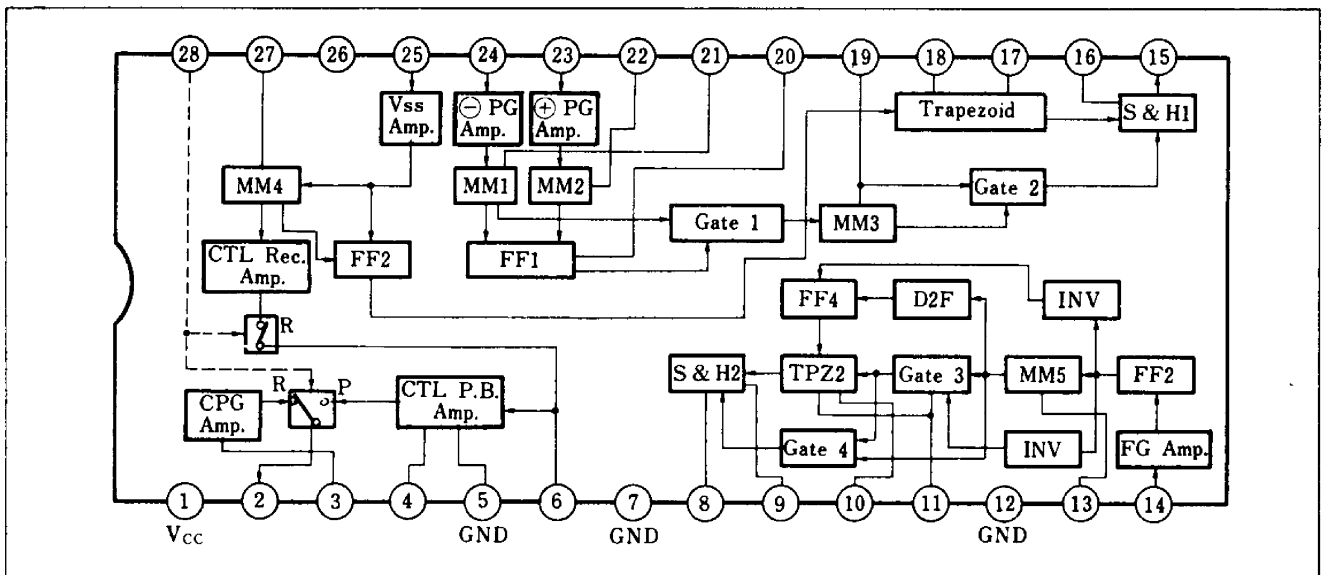 28 27 26 25 24 23 22 21 20 19 18 17 16 15
Vss Amp.
⊖ PG Amp.
⊕ PG Amp.
Trapezoid
S & H1
MM4
MM1
MM2
Gate 2
Gate 1
MM3
CTL Rec. Amp.
FF2
FF1
FF4
D2F
INV
R
S & H2
TPZ2
Gate 3
MM5
FF2
R
P
CPG Amp.
CTL P.B. Amp.
Gate 4
INV
FG Amp.
1 2 3 4 5 6 7 8 9 10 11 12 13 14
VCC
GND
GND
GND